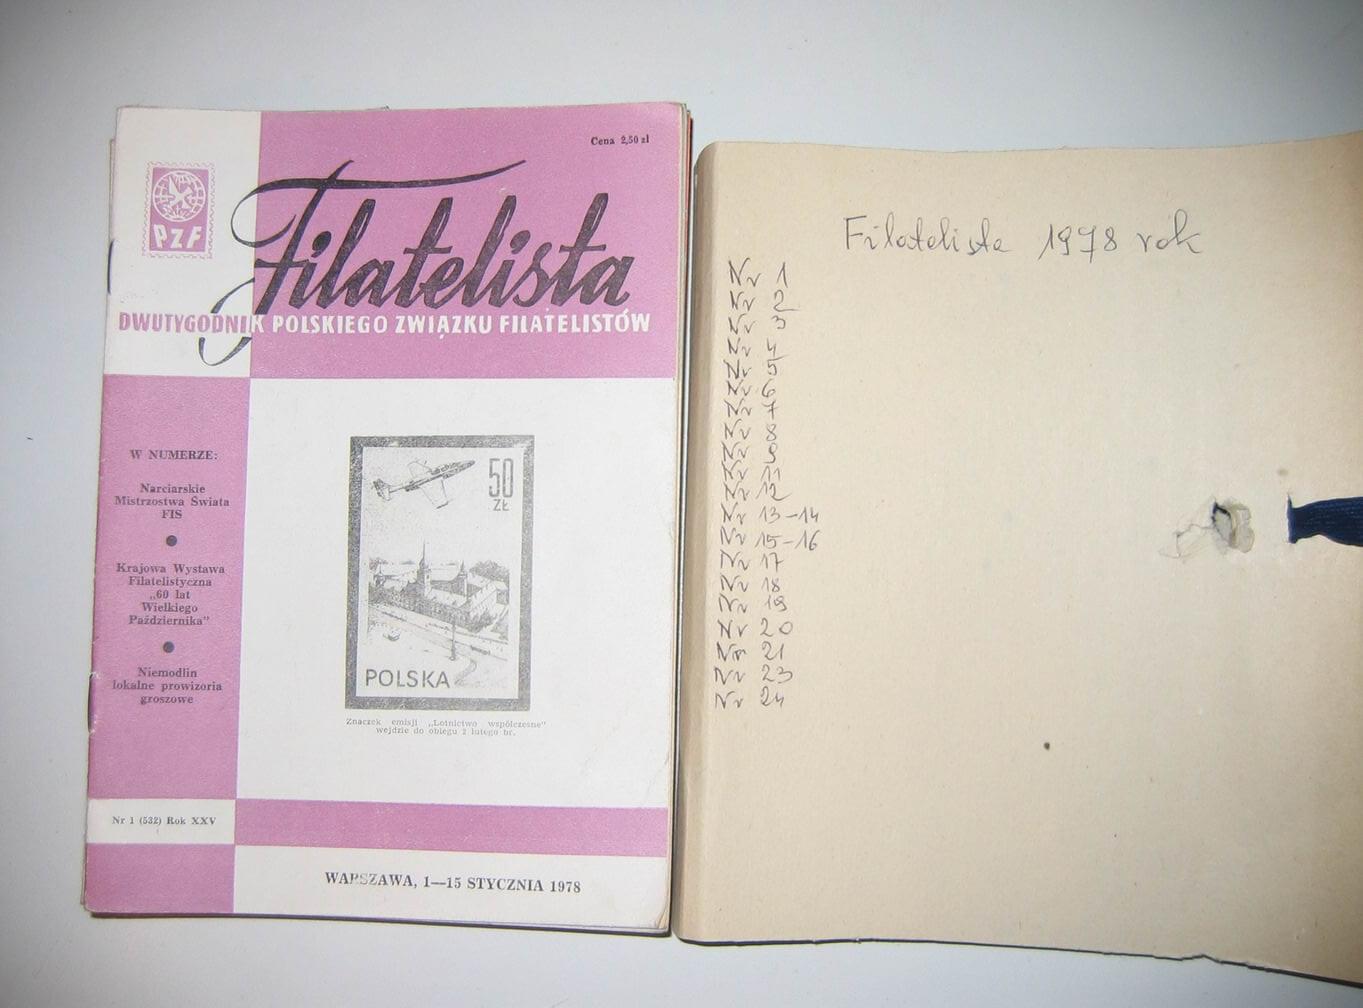 Cena 2,50 zł
PZF
Filatelista
DWUTYGODNIK POLSKIEGO ZWIĄZKU FILATELISTÓW
W NUMERZE:
Narciarskie
Mistrzostwa Świata
FIS
Krajowa Wystawa
Filatelistyczna
„60 lat
Wielkiego
Października”
Niemodlin
lokalne prowizoria
groszowe
50
ZŁ
POLSKA
Znaczek emisji „Lotnictwo współczesne”
wejdzie do obiegu 2 lutego br.
Nr 1 (532) Rok XXV
WARSZAWA, 1—15 STYCZNIA 1978
Filatelista 1978 rok
Nr 1
Nr 2
Nr 3
Nr 4
Nr 5
Nr 6
Nr 7
Nr 8
Nr 9
Nr 11
Nr 12
Nr 13-14
Nr 15-16
Nr 17
Nr 18
Nr 19
Nr 20
Nr 21
Nr 23
Nr 24